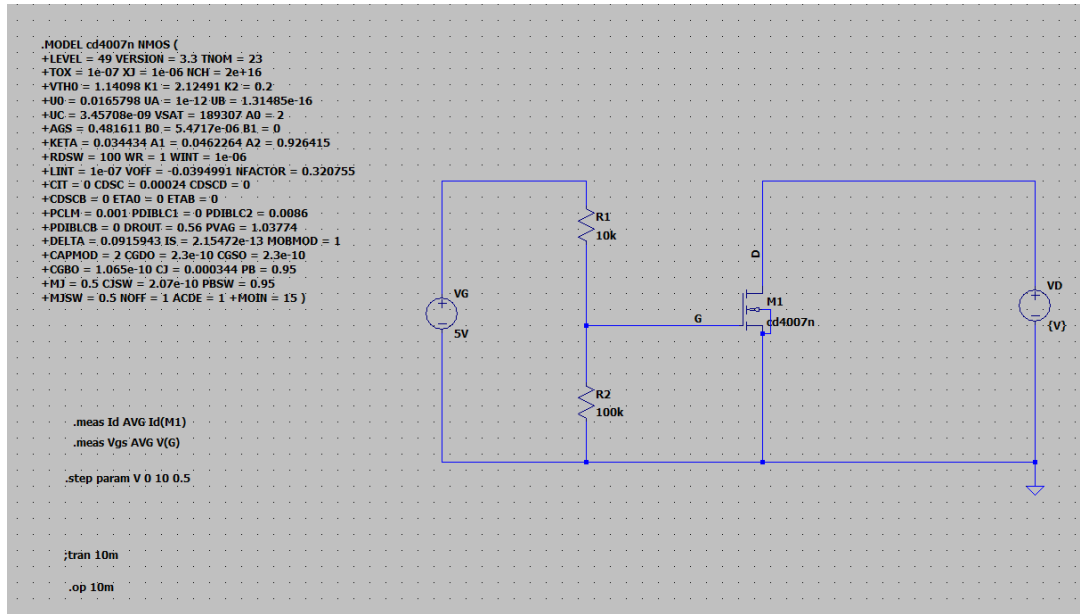 .MODEL cd4007n NMOS (
+LEVEL = 49 VERSION = 3.3 TNOM = 23
+TOX = 1e-07 XJ = 1e-06 NCH = 2e+16
+VTH0 = 1.14098 K1 = 2.12491 K2 = 0.2
+U0 = 0.0165798 UA = 1e-12 UB = 1.31485e-16
+UC = 3.45708e-09 VSAT = 189307 A0 = 2
+AGS = 0.481611 B0 = 5.4717e-06 B1 = 0
+KETA = 0.034434 A1 = 0.0462264 A2 = 0.926415
+RDSW = 100 WR = 1 WINT = 1e-06
+LINT = 1e-07 VOFF = -0.0394991 NFACTOR = 0.320755
+CIT = 0 CDSC = 0.00024 CDSCD = 0
+CDSCB = 0 ETA0 = 0 ETAB = 0
+PCLM = 0.001 PDIBLC1 = 0 PDIBLC2 = 0.0086
+PDIBLCB = 0 DROUT = 0.56 PVAG = 1.03774
+DELTA = 0.0915943 IS = 2.15472e-13 MOBMOD = 1
+CAPMOD = 2 CGDO = 2.3e-10 CGSO = 2.3e-10
+CGBO = 1.065e-10 CJ = 0.000344 PB = 0.95
+MJ = 0.5 CJSW = 2.07e-10 PBSW = 0.95
+MJSW = 0.5 NOFF = 1 ACDE = 1 +MOIN = 15 )
R1
10k
D
VG
5V
G
M1
cd4007n
VD
{V}
R2
100k
.meas Id AVG Id(M1)
.meas Vgs AVG V(G)
.step param V 0 10 0.5
;tran 10m
.op 10m